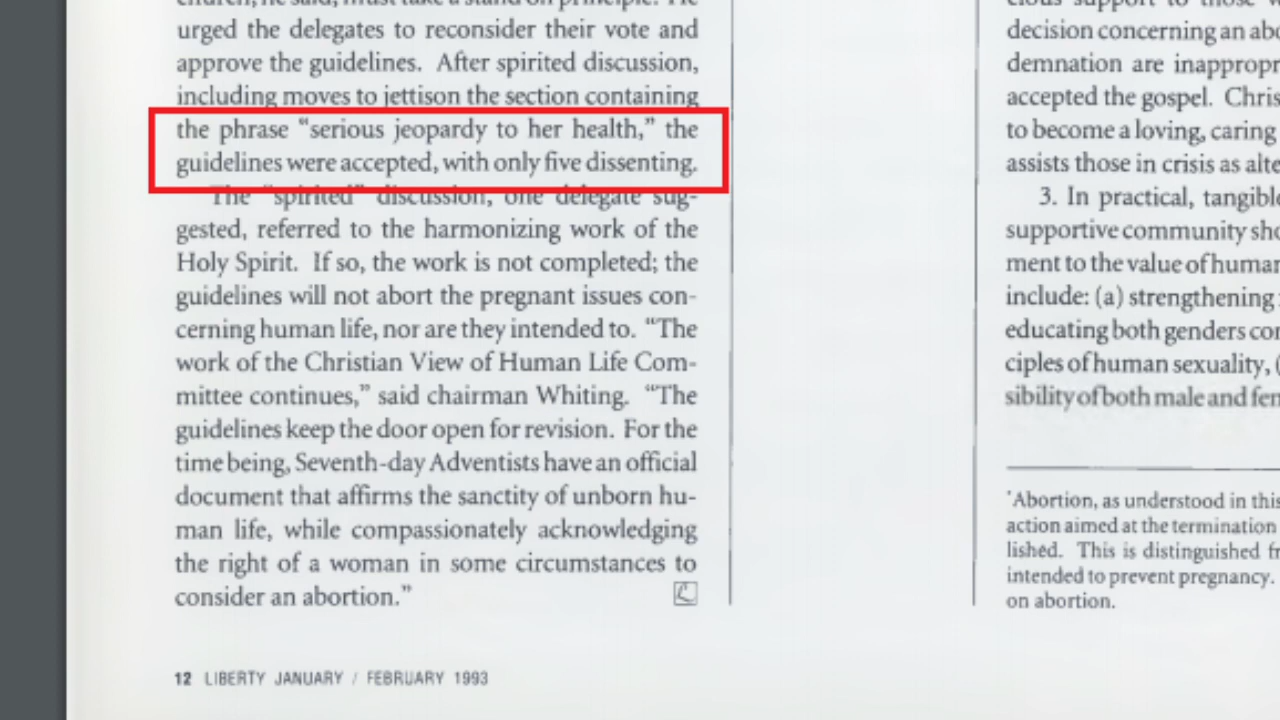 urged the delegates to reconsider their vote and
approve the guidelines. After spirited discussion,
including moves to jettison the section containing
the phrase “serious jeopardy to her health,” the
guidelines were accepted, with only five dissenting.
The “spirited” discussion, one delegate sug-
gested, referred to the harmonizing work of the
Holy Spirit. If so, the work is not completed; the
guidelines will not abort the pregnant issues con-
cerning human life, nor are they intended to. “The
work of the Christian View of Human Life Com-
mittee continues,” said chairman Whiting. “The
guidelines keep the door open for revision. For the
time being, Seventh-day Adventists have an official
document that affirms the sanctity of unborn hu-
man life, while compassionately acknowledging
the right of a woman in some circumstances to
consider an abortion.”
12 LIBERTY JANUARY / FEBRUARY 1993
decision concerning an abo
demnation are inappropr
accepted the gospel. Chris
to become a loving, caring
assists those in crisis as alte
3. In practical, tangible
supportive community sho
ment to the value of human
include: (a) strengthening
educating both genders con
ciples of human sexuality, (
sibility of both male and fem
*Abortion, as understood in this
action aimed at the termination
lished. This is distinguished fr
intended to prevent pregnancy.
on abortion.